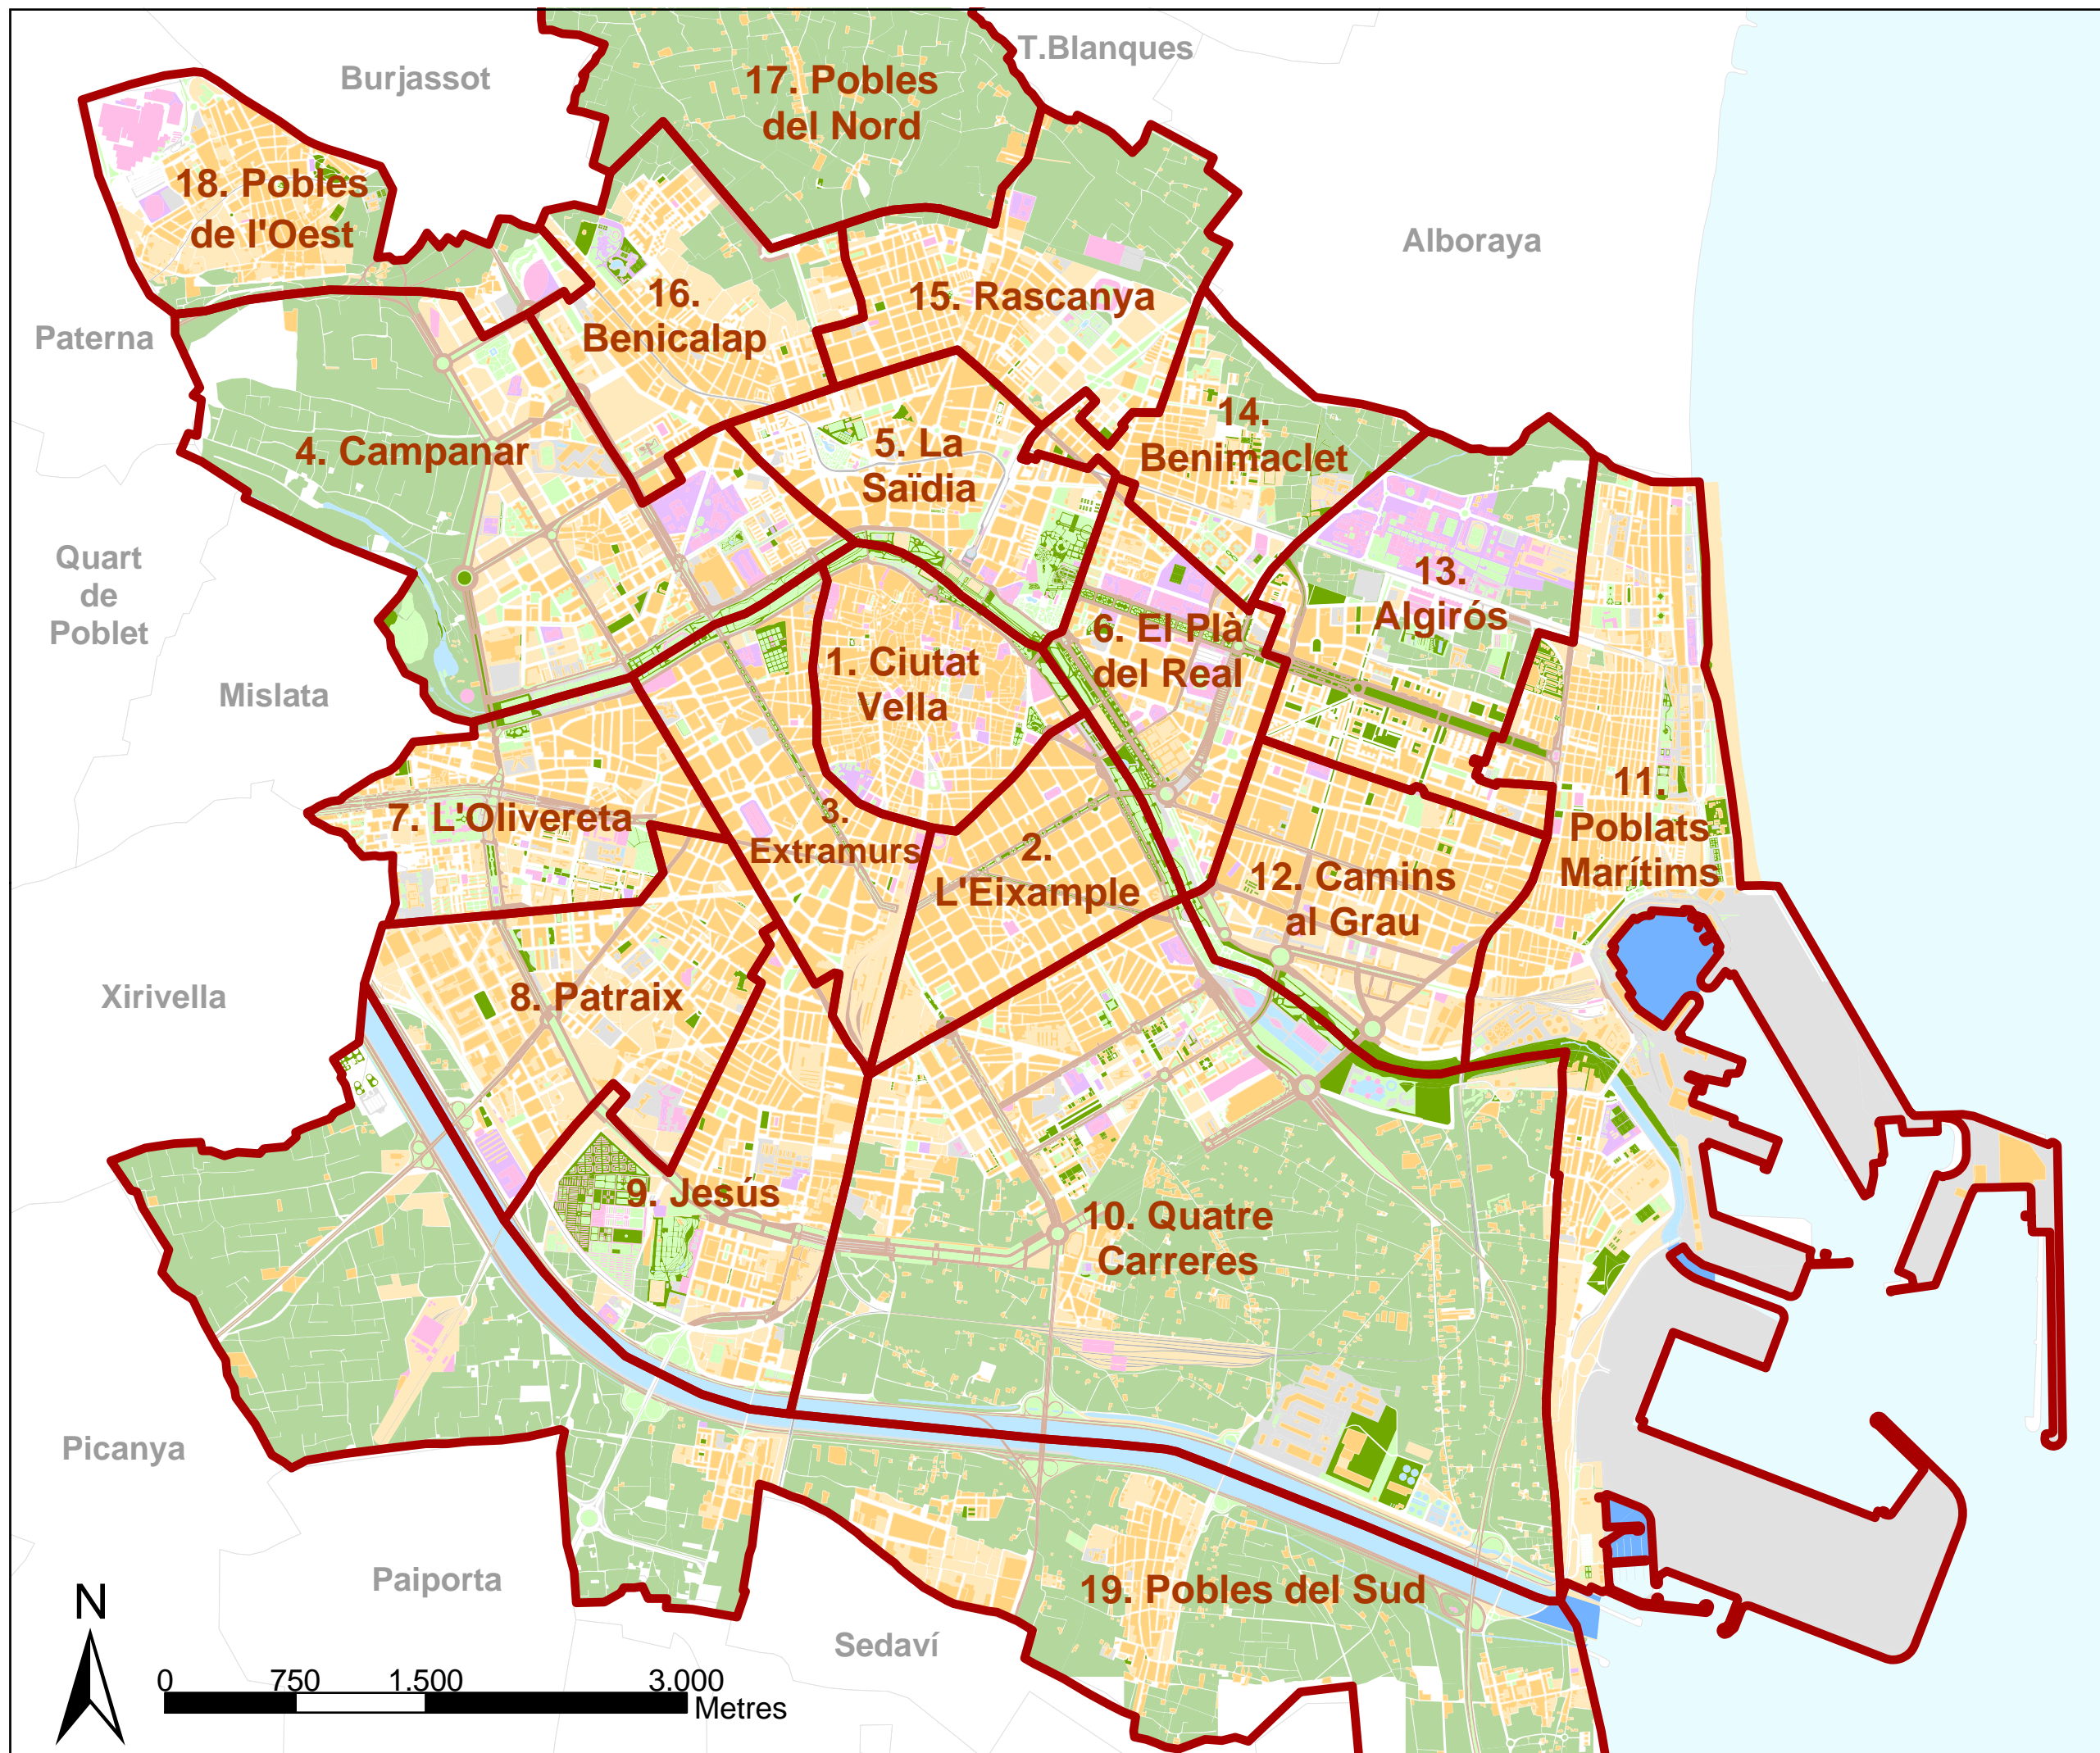 T.Blanques
Burjassot
17. Pobles
del Nord
18. Pobles
de l'Oest
Alboraya
16.
Benicalap
15. Rascanya
Paterna
4. Campanar
5. La
Saïdia
14.
Benimaclet
Quart
de
Poblet
13.
Algirós
6. El Plà
del Real
1. Ciutat
Vella
Mislata
7. L'Olivereta
3.
Extramurs
2.
L'Eixample
11.
Poblats
Marítims
12. Camins
al Grau
Xirivella
8. Patraix
9. Jesús
10. Quatre
Carreres
Picanya
Paiporta
19. Pobles del Sud
Sedaví
N
0 750 1.500 3.000
Metres